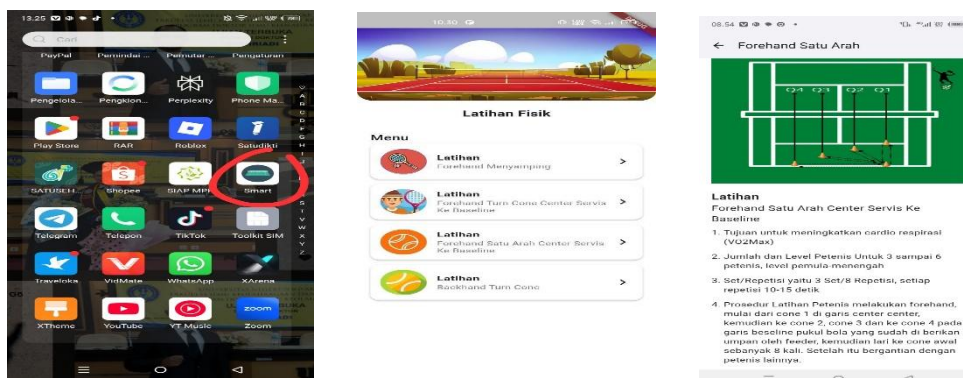 13.25
Cari
PayPal Pemindai ... Pemutar ... Pengaturan
Pengelola... Pengkion... Perplexity Phone Ma...
Play Store RAR Roblox Satudikti
SATUSEH... Shopee SIAP MPI Smart
Telegram Telepon TikTok Toolkit SIM
Traveloka VidMate WhatsApp XArena
XTheme YouTube YT Music Zoom
10.30
Latihan Fisik
Menu
Latihan
Forehand Menyamping
Latihan
Forehand Turn Cone Center Servis
Ke Baseline
Latihan
Forehand Satu Arah Center Servis
Ke Baseline
Latihan
Backhand Turn Cone
08.54
Forehand Satu Arah
Q4 Q3 Q2 Q1
Latihan
Forehand Satu Arah Center Servis Ke
Baseline
1. Tujuan untuk meningkatkan cardio respirasi
(VO2Max)
2. Jumlah dan Level Petenis Untuk 3 sampai 6
petenis, level pemula-menengah
3. Set/Repetisi yaitu 3 Set/8 Repetisi, setiap
repetisi 10-15 detik
4. Prosedur Latihan Petenis melakukan forehand,
mulai dari cone 1 di garis center center,
kemudian ke cone 2, cone 3 dan ke cone 4 pada
garis beseline pukul bola yang sudah di berikan
umpan oleh feeder, kemudian lari ke cone awal
sebanyak 8 kali. Setelah itu bergantian dengan
petenis lainnya.